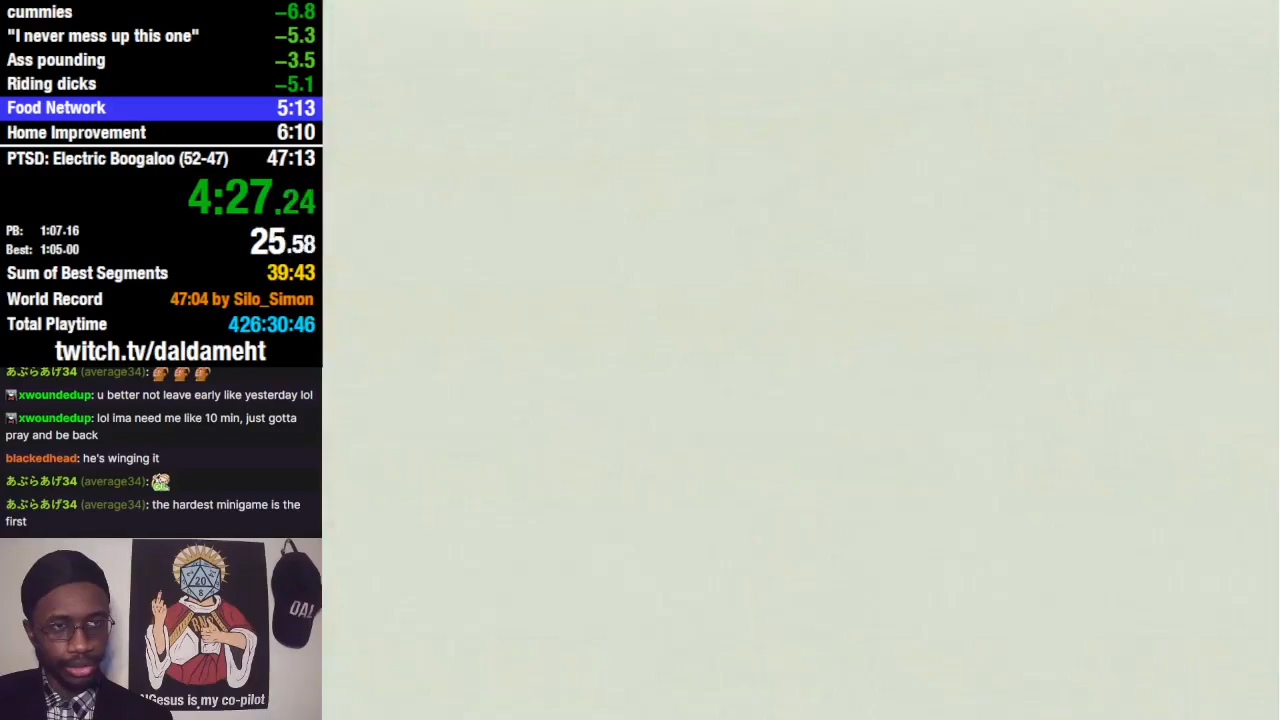 cummies −6.8
"I never mess up this one" −5.3
Ass pounding −3.5
Riding dicks −5.1
Food Network 5:13
Home Improvement 6:10
PTSD: Electric Boogaloo (52-47) 47:13
4:27.24
PB: 1:07.16
Best: 1:05.00
25.58
Sum of Best Segments 39:43
World Record 47:04 by Silo_Simon
Total Playtime 426:30:46
twitch.tv/daldameht
あぶらあげ34 (average34):
xwoundedup: u better not leave early like yesterday lol
xwoundedup: lol ima need me like 10 min, just gotta
pray and be back
blackedhead: he's winging it
あぶらあげ34 (average34):
あぶらあげ34 (average34): the hardest minigame is the
first
20
8
DAL
NGesus is my co-pilot